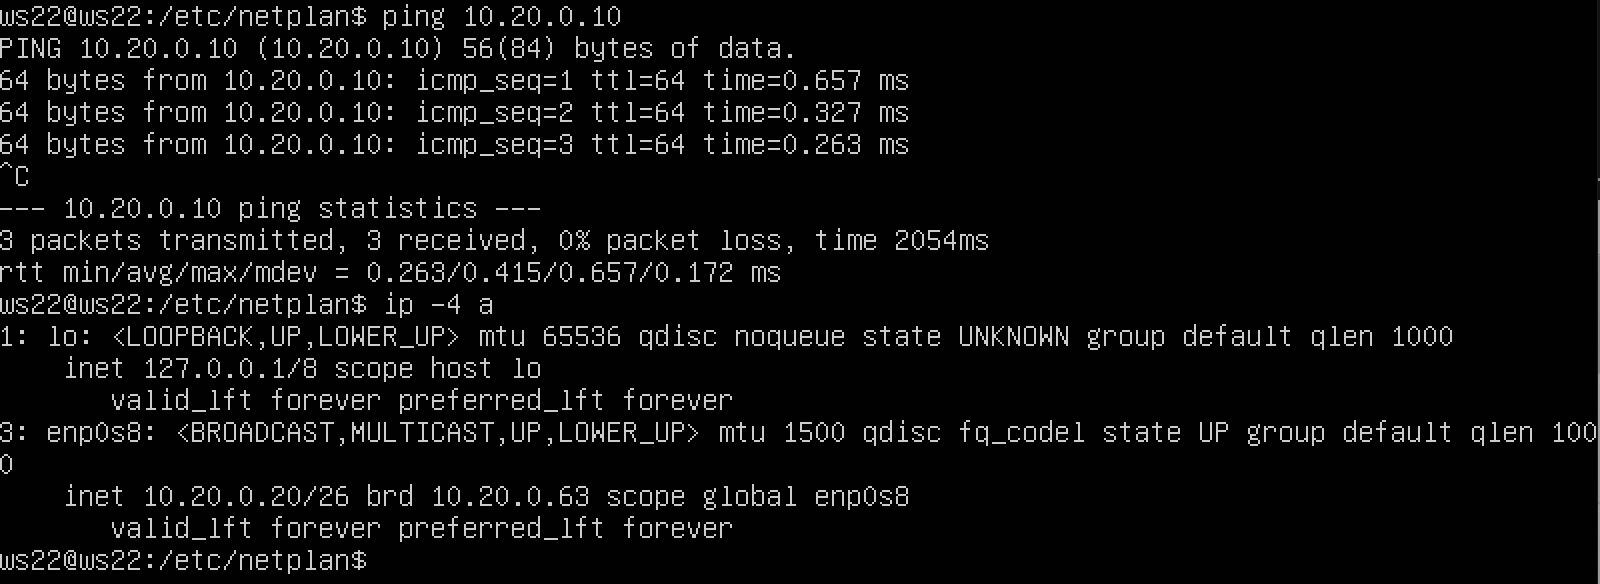 ws22@ws22:/etc/netplan$ ping 10.20.0.10
PING 10.20.0.10 (10.20.0.10) 56(84) bytes of data.
64 bytes from 10.20.0.10: icmp_seq=1 ttl=64 time=0.657 ms
64 bytes from 10.20.0.10: icmp_seq=2 ttl=64 time=0.327 ms
64 bytes from 10.20.0.10: icmp_seq=3 ttl=64 time=0.263 ms
^C
--- 10.20.0.10 ping statistics ---
3 packets transmitted, 3 received, 0% packet loss, time 2054ms
rtt min/avg/max/mdev = 0.263/0.415/0.657/0.172 ms
ws22@ws22:/etc/netplan$ ip -4 a
1: lo: <LOOPBACK,UP,LOWER_UP> mtu 65536 qdisc noqueue state UNKNOWN group default qlen 1000
    inet 127.0.0.1/8 scope host lo
       valid_lft forever preferred_lft forever
3: enp0s8: <BROADCAST,MULTICAST,UP,LOWER_UP> mtu 1500 qdisc fq_codel state UP group default qlen 100
0
    inet 10.20.0.20/26 brd 10.20.0.63 scope global enp0s8
       valid_lft forever preferred_lft forever
ws22@ws22:/etc/netplan$